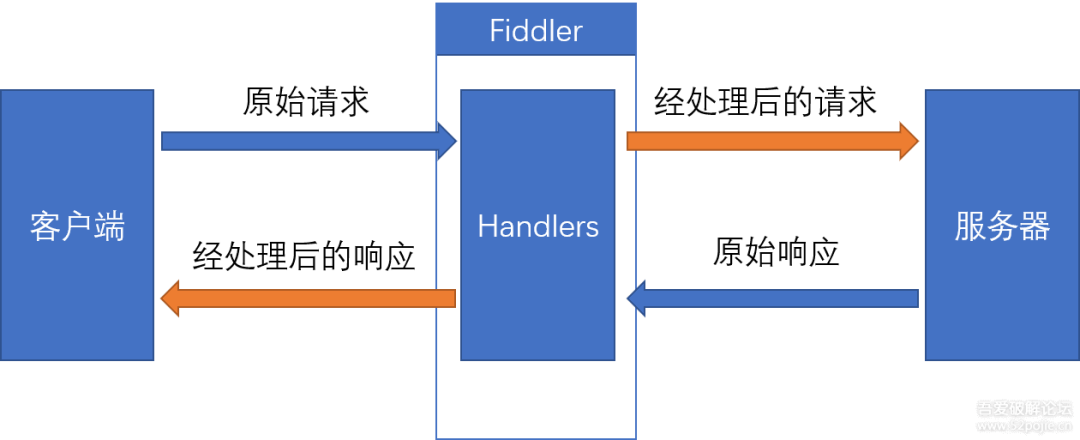 Fiddler
原始请求
经处理后的请求
客户端
Handlers
服务器
经处理后的响应
原始响应
吾爱破解论坛
www.52pojie.cn